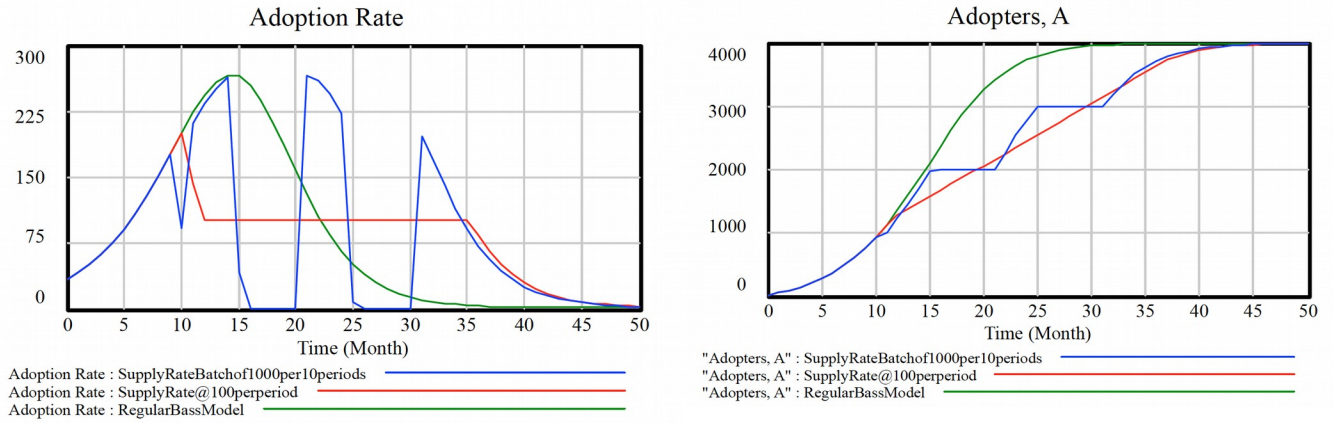 Adoption Rate
300
225
150
75
0
0 5 10 15 20 25 30 35 40 45 50
Time (Month)
Adoption Rate : SupplyRateBatchof1000per10periods
Adoption Rate : SupplyRate@100perperiod
Adoption Rate : RegularBassModel
Adopters, A
4000
3000
2000
1000
0
0 5 10 15 20 25 30 35 40 45 50
Time (Month)
"Adopters, A" : SupplyRateBatchof1000per10periods
"Adopters, A" : SupplyRate@100perperiod
"Adopters, A" : RegularBassModel